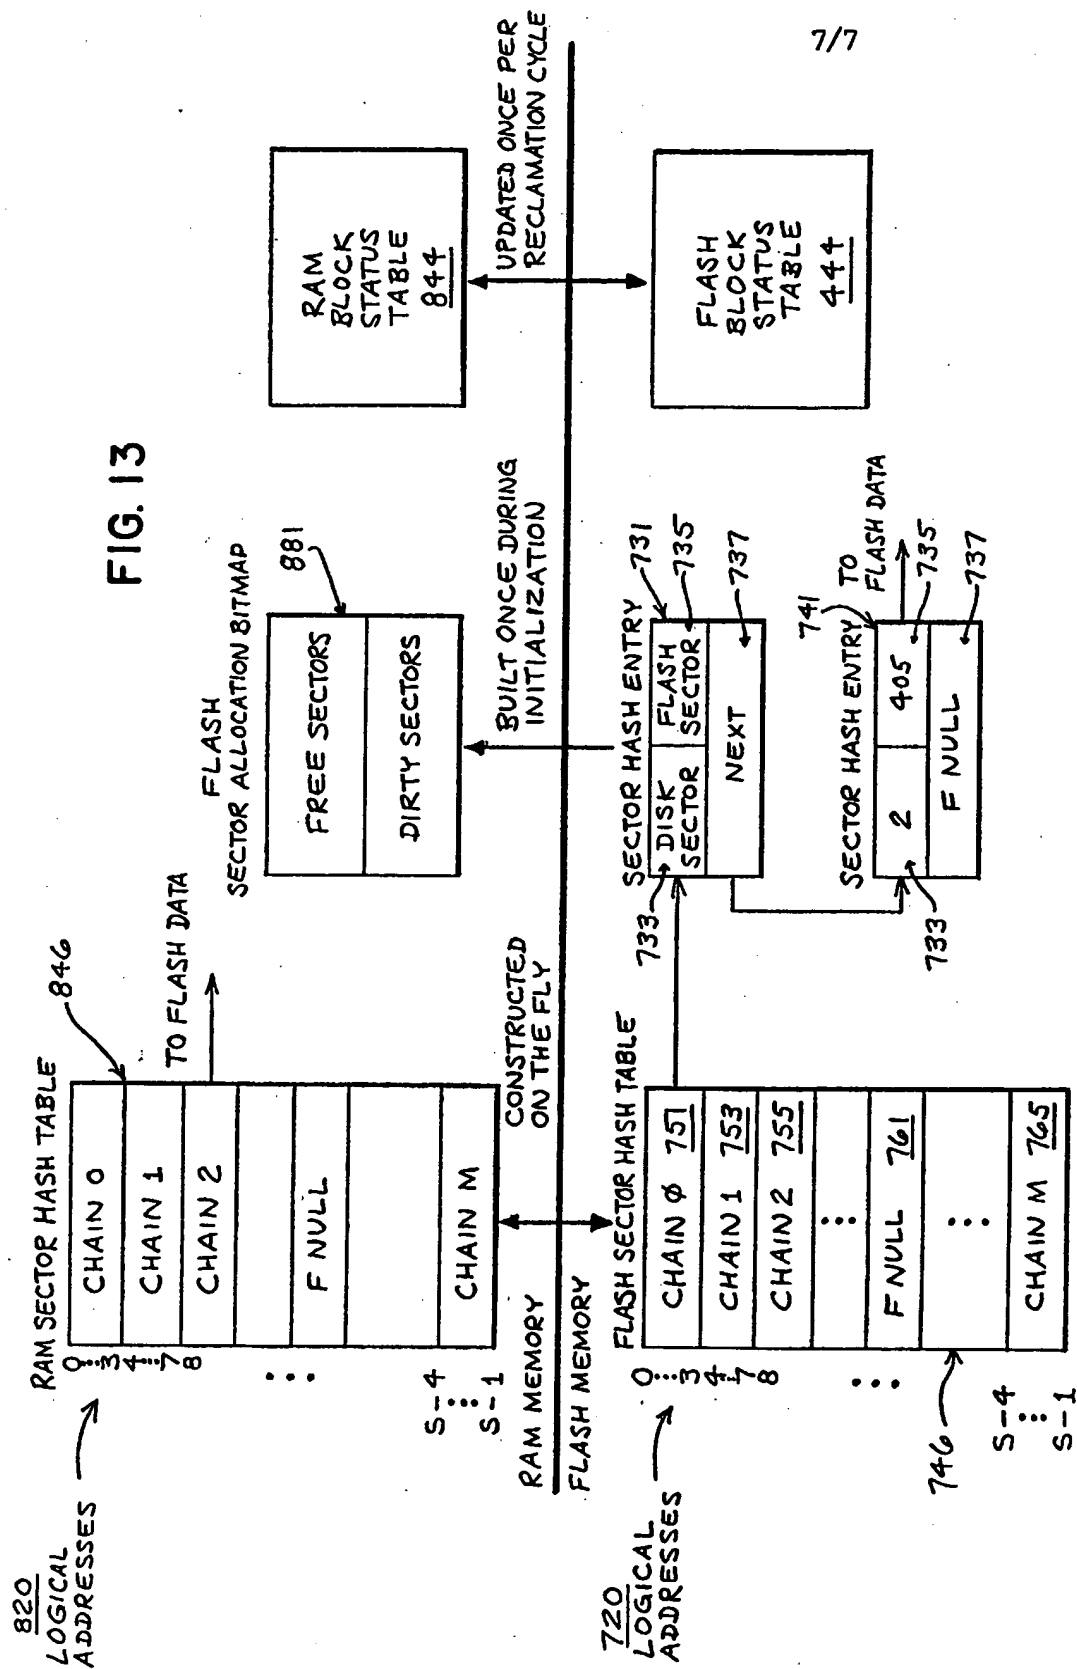 7/7
FIG. 13
820
LOGICAL
ADDRESSES
RAM SECTOR HASH TABLE
846
0
3
4
7
8
S-4
S-1
CHAIN 0
CHAIN 1
CHAIN 2
F NULL
CHAIN M
TO FLASH DATA
FLASH
SECTOR ALLOCATION BITMAP
881
FREE SECTORS
DIRTY SECTORS
RAM
BLOCK
STATUS
TABLE
844
RAM MEMORY
CONSTRUCTED
ON THE FLY
BUILT ONCE DURING
INITIALIZATION
UPDATED ONCE PER
RECLAMATION CYCLE
FLASH MEMORY
720
LOGICAL
ADDRESSES
FLASH SECTOR HASH TABLE
0
3
4
7
8
746
S-4
S-1
CHAIN Ø 751
CHAIN 1 753
CHAIN 2 755
F NULL 761
CHAIN M 765
SECTOR HASH ENTRY
731
733
DISK
SECTOR
FLASH
SECTOR
735
NEXT
737
SECTOR HASH ENTRY
741
TO
FLASH DATA
2
405
733
735
F NULL
737
FLASH
BLOCK
STATUS
TABLE
444